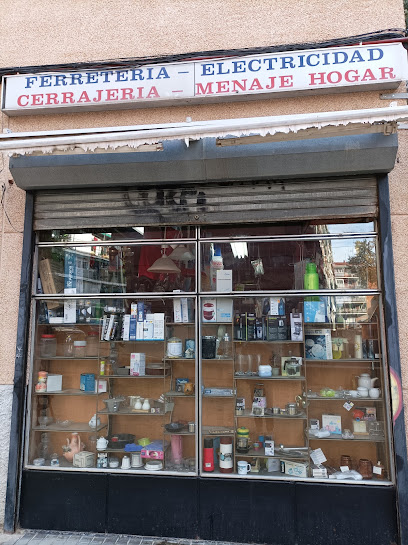 FERRETERIA - ELECTRICIDAD
CERRAJERIA - MENAJE HOGAR